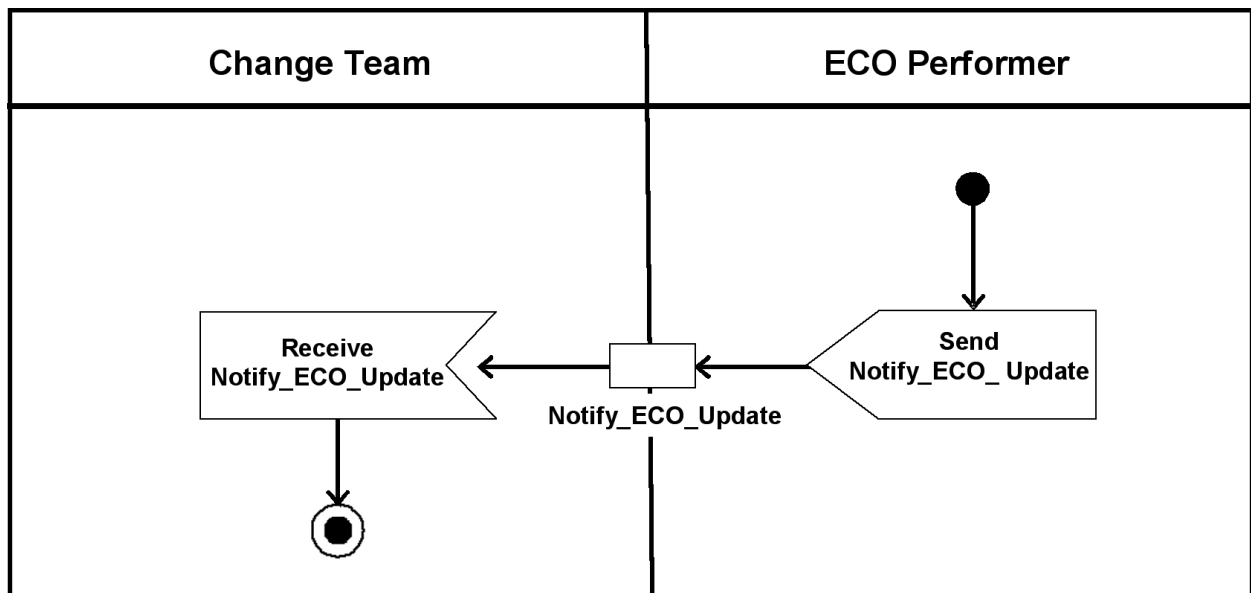 Change Team
ECO Performer
Receive
Notify_ECO_Update
Notify_ECO_Update
Send
Notify_ECO_ Update